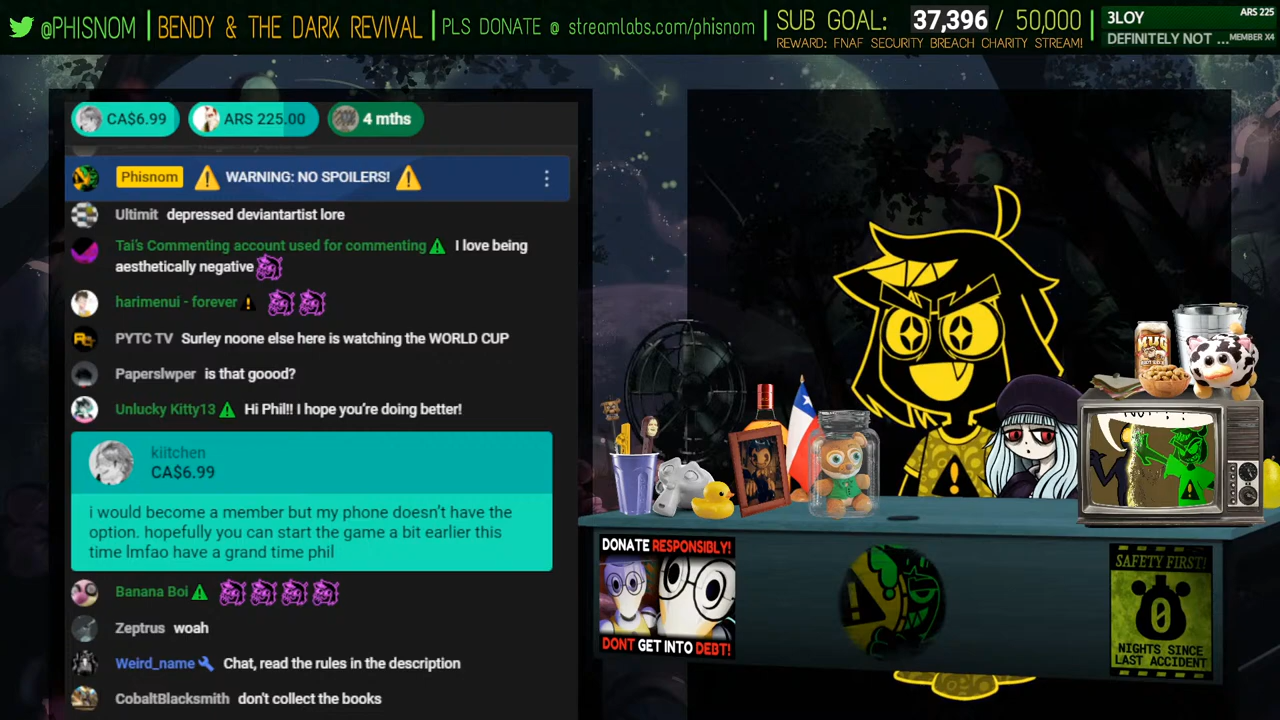 @PHISNOM | BENDY & THE DARK REVIVAL | PLS DONATE @ streamlabs.com/phisnom | SUB GOAL: 37,396 / 50,000
REWARD: FNAF SECURITY BREACH CHARITY STREAM!
3LOY ARS 225
DEFINITELY NOT ... MEMBER X4
CA$6.99 ARS 225.00 4 mths
Phisnom ⚠ WARNING: NO SPOILERS! ⚠
Ultimit depressed deviantartist lore
Tai's Commenting account used for commenting I love being
aesthetically negative
harimenui - forever
PYTC TV Surley noone else here is watching the WORLD CUP
Paperslwper is that goood?
Unlucky Kitty13 Hi Phil!! I hope you're doing better!
kiitchen
CA$6.99
i would become a member but my phone doesn't have the
option. hopefully you can start the game a bit earlier this
time lmfao have a grand time phil
Banana Boi
Zeptrus woah
Weird_name Chat, read the rules in the description
CobaltBlacksmith don't collect the books
MUG
DONATE RESPONSIBLY!
DONT GET INTO DEBT!
SAFETY FIRST!
0
NIGHTS SINCE
LAST ACCIDENT